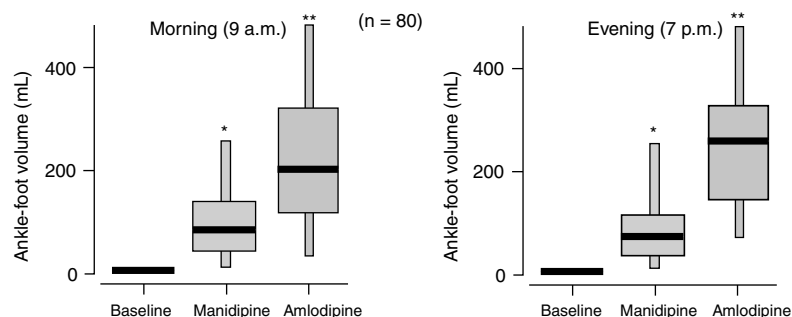 Morning (9 a.m.)
**
(n = 80)
Ankle-foot volume (mL)
400
200
0
*
Baseline
Manidipine
Amlodipine
Evening (7 p.m.)
**
Ankle-foot volume (mL)
400
200
0
*
Baseline
Manidipine
Amlodipine